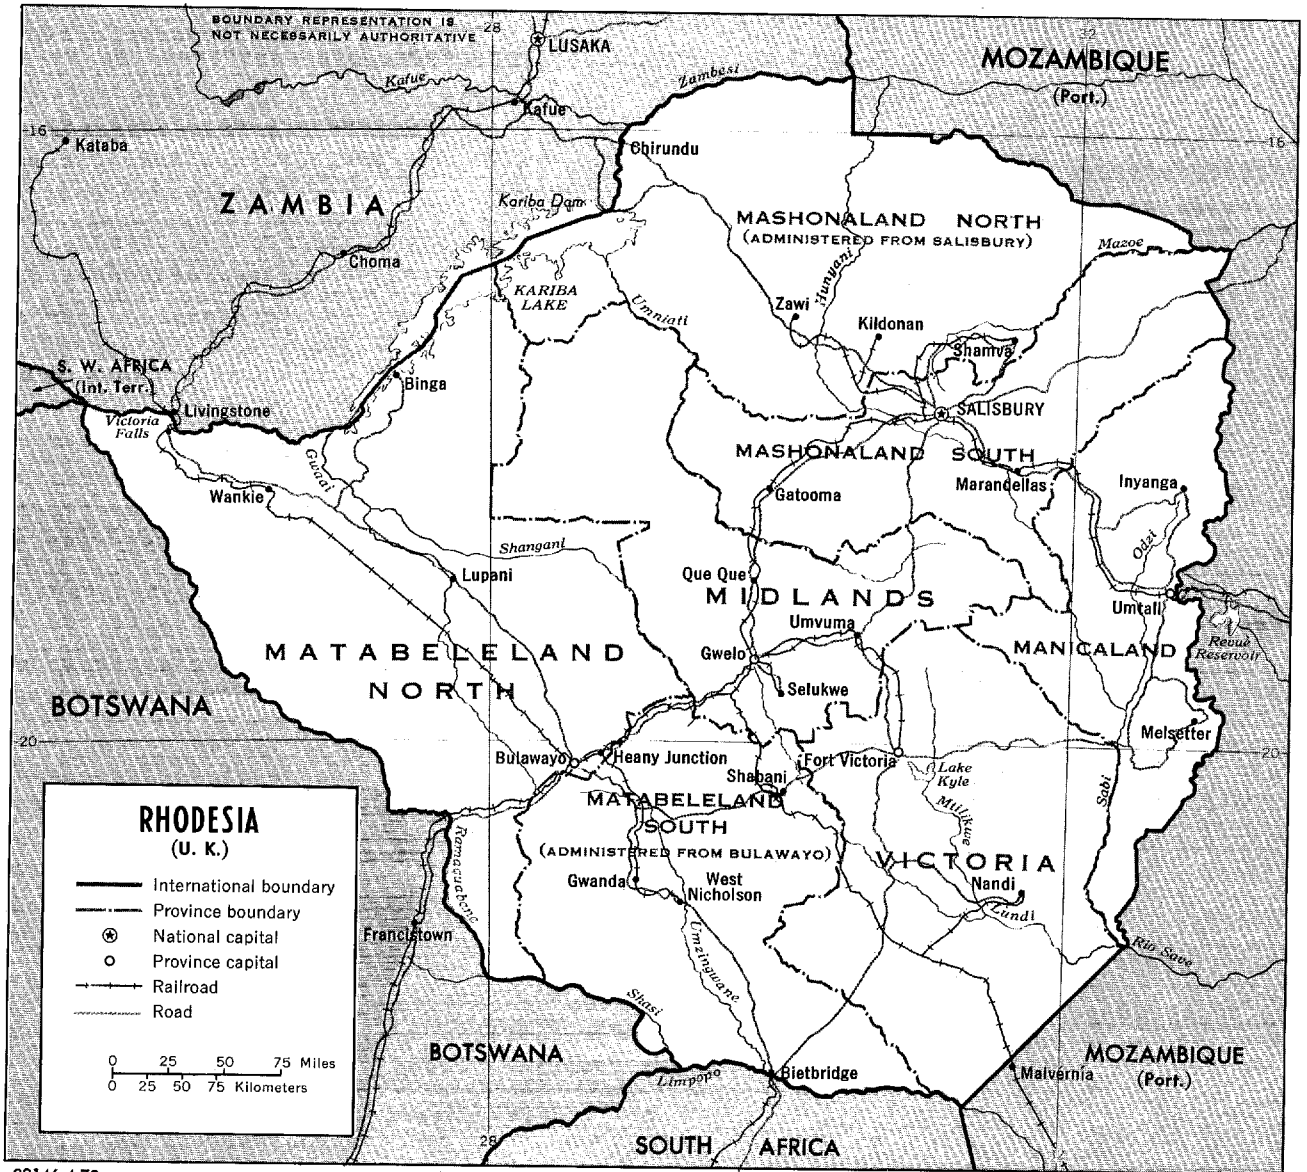 BOUNDARY REPRESENTATION IS
NOT NECESSARILY AUTHORITATIVE
28
LUSAKA
32
MOZAMBIQUE
(Port.)
Kafue
Zambesi
Kafue
16
Kataba
Chirundu
16
ZAMBIA
Kariba Dam
MASHONALAND NORTH
(ADMINISTERED FROM SALISBURY)
Mazoe
Choma
Hunyani
KARIBA
LAKE
Umniati
Zawi
Kildonan
Shamva
S. W. AFRICA
(Int. Terr.)
Binga
Livingstone
Victoria
Falls
SALISBURY
MASHONALAND SOUTH
Gwaai
Wankie
Gatooma
Marandellas
Inyanga
Odzi
Shangani
Lupani
Que Que
MIDLANDS
Umtali
Umvuma
Revue
Reservoir
MATABELELAND
NORTH
Gwelo
MANICALAND
Selukwe
BOTSWANA
Melsetter
20
20
Bulawayo
Heany Junction
Fort Victoria
Shabani
Lake
Kyle
Sabi
MATABELELAND
SOUTH
(ADMINISTERED FROM BULAWAYO)
Mtilikwe
VICTORIA
Ramaquabane
Gwanda
West
Nicholson
Nandi
Lundi
Francistown
Umzingwane
Rio Save
Shasi
BOTSWANA
MOZAMBIQUE
(Port.)
Limpopo
Bietbridge
Malvernia
28
SOUTH AFRICA
RHODESIA
(U. K.)
International boundary
Province boundary
National capital
Province capital
Railroad
Road
0 25 50 75 Miles
0 25 50 75 Kilometers